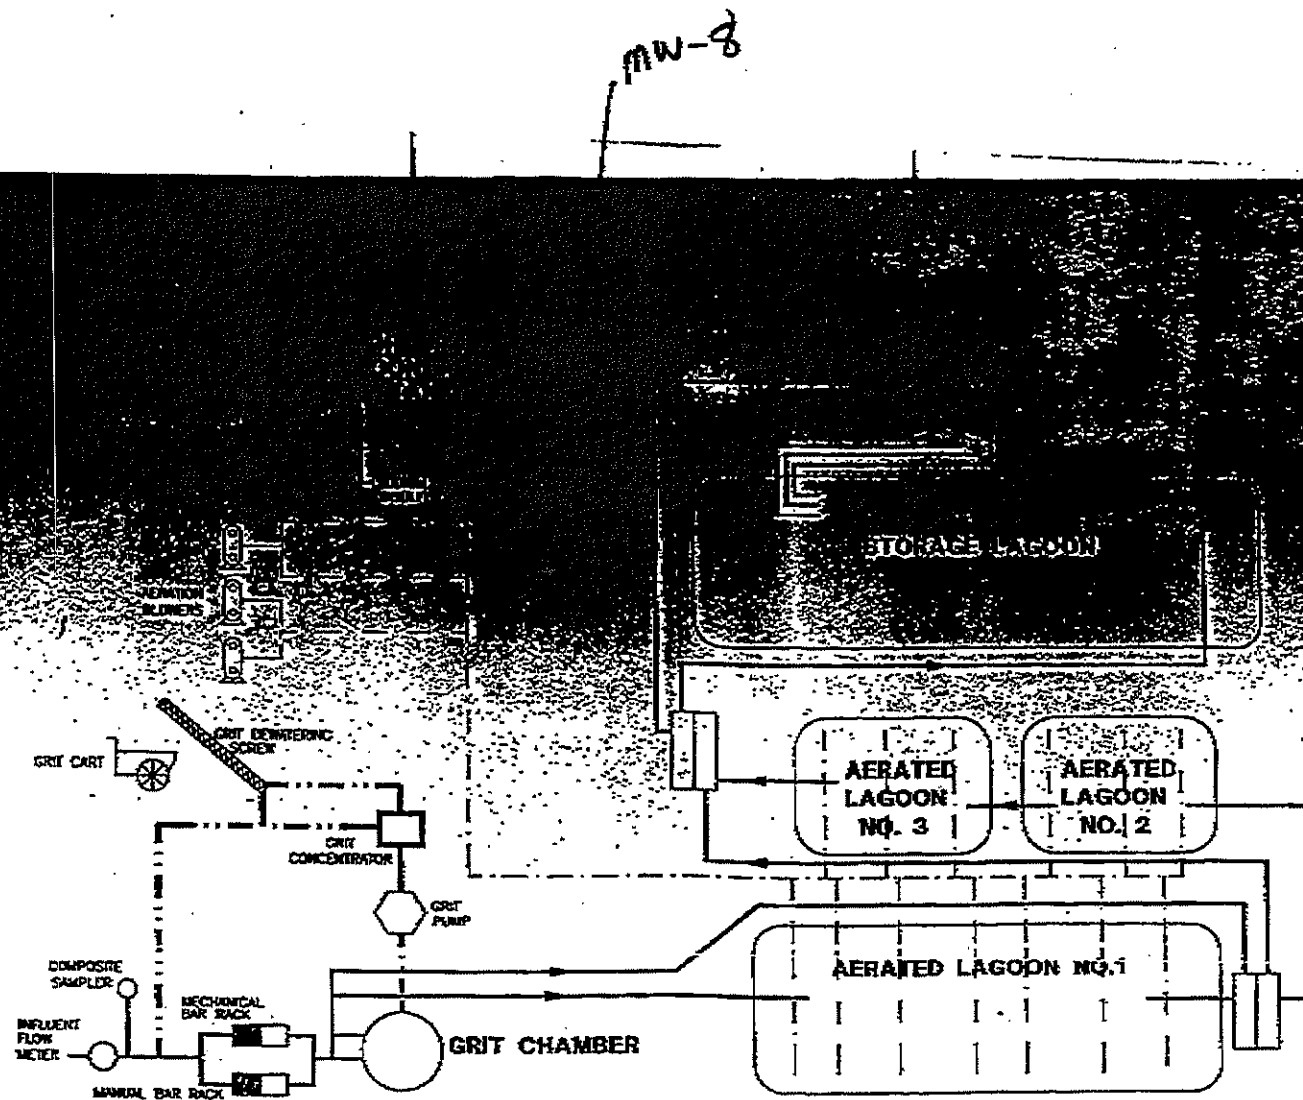 MW-8
STORAGE LAGOON
AERATION
BLOWERS
GRIT DEWATERING
SCREW
GRIT CART
AERATED
LAGOON
NO. 3
AERATED
LAGOON
NO. 2
GRIT
CONCENTRATOR
GRIT
PUMP
AERATED LAGOON NO.1
COMPOSITE
SAMPLER
MECHANICAL
BAR RACK
INFLUENT
FLOW
METER
GRIT CHAMBER
MANUAL BAR RACK